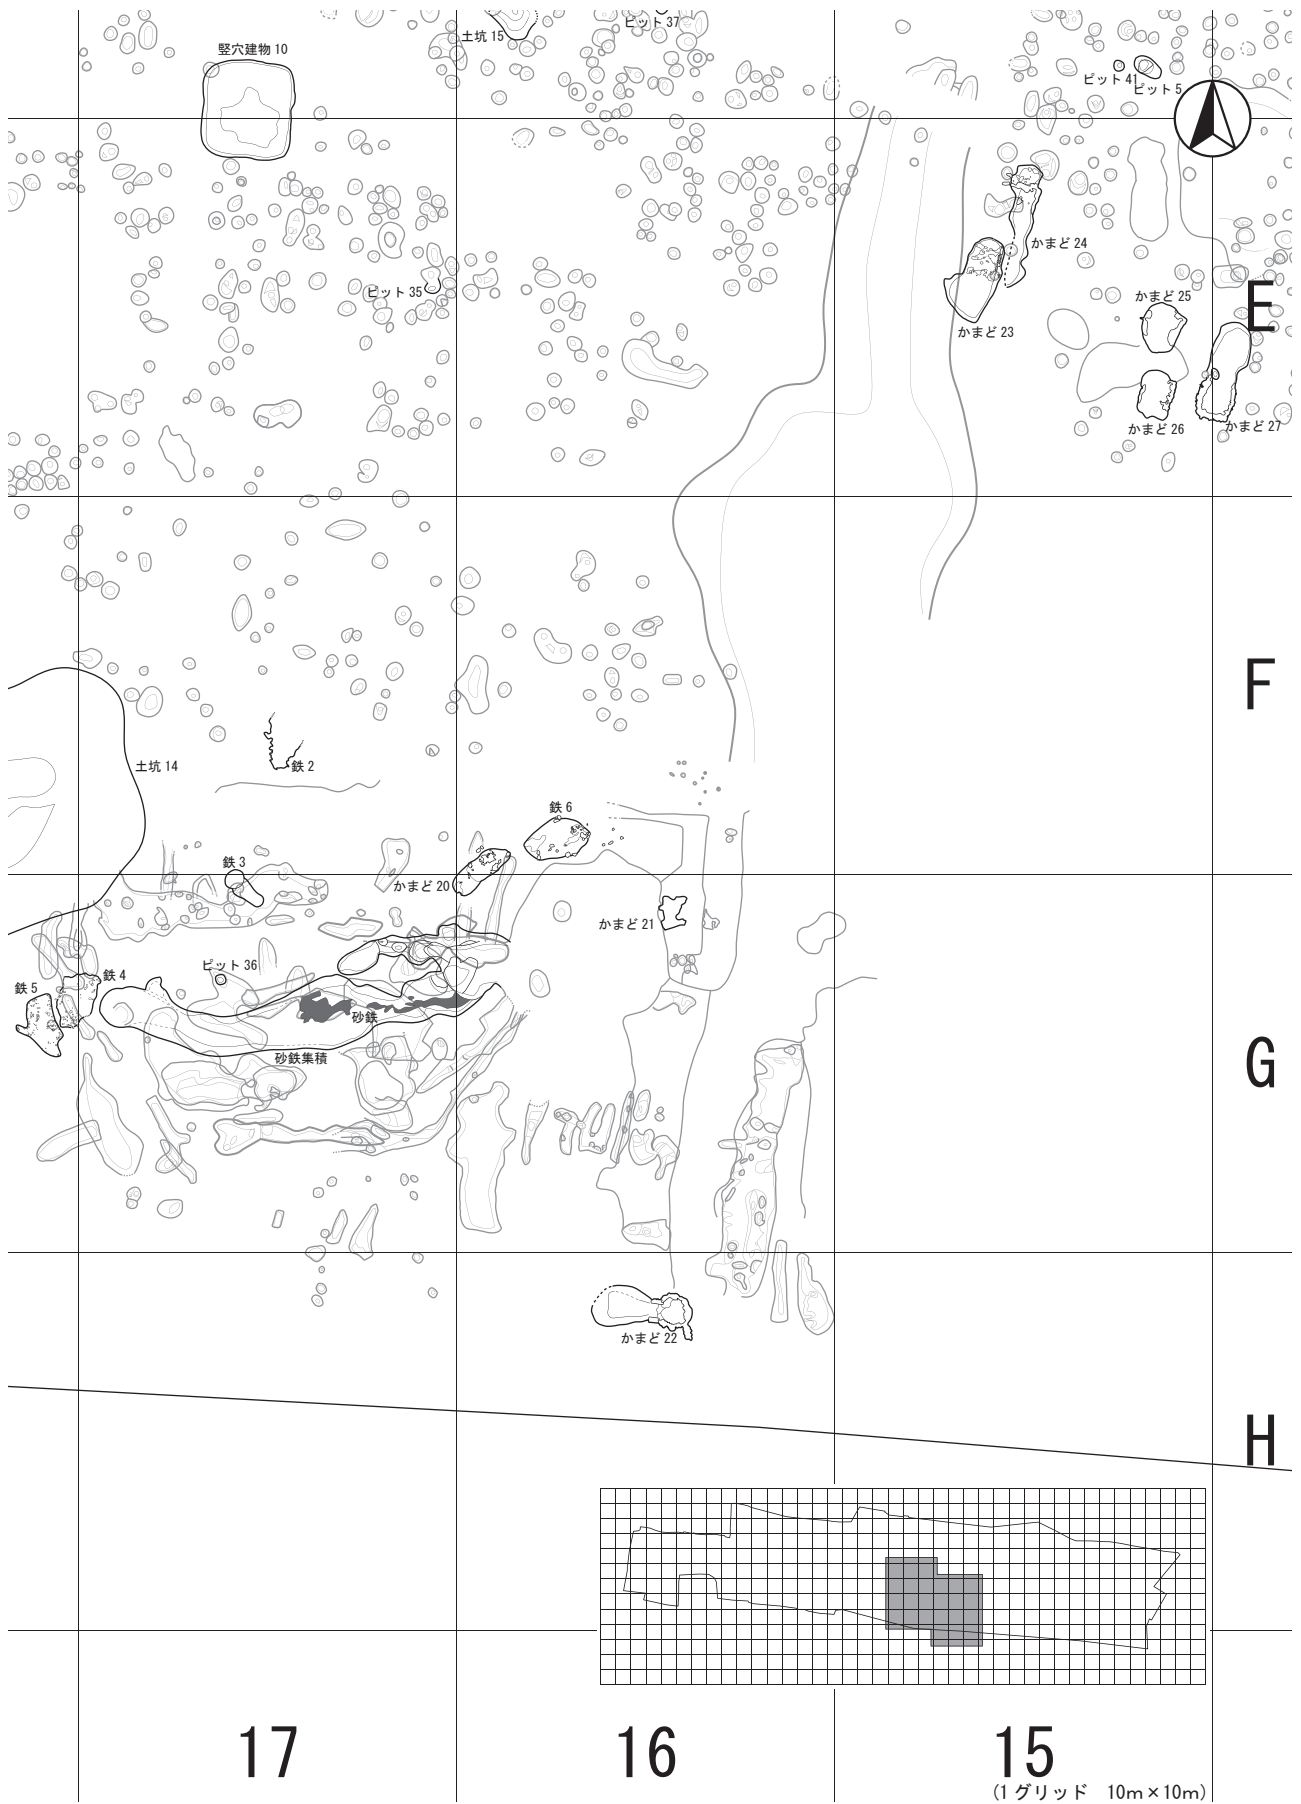 ピット 37
土坑 15
竪穴建物 10
ピット 41
ピット 5
かまど 24
ピット 35
かまど 25
E
かまど 23
かまど 26
かまど 27
F
土坑 14
鉄 2
鉄 6
鉄 3
かまど 20
かまど 21
ピット 36
鉄 4
鉄 5
砂鉄
砂鉄集積
G
かまど 22
H
17
16
15
(1 グリッド 10m×10m)